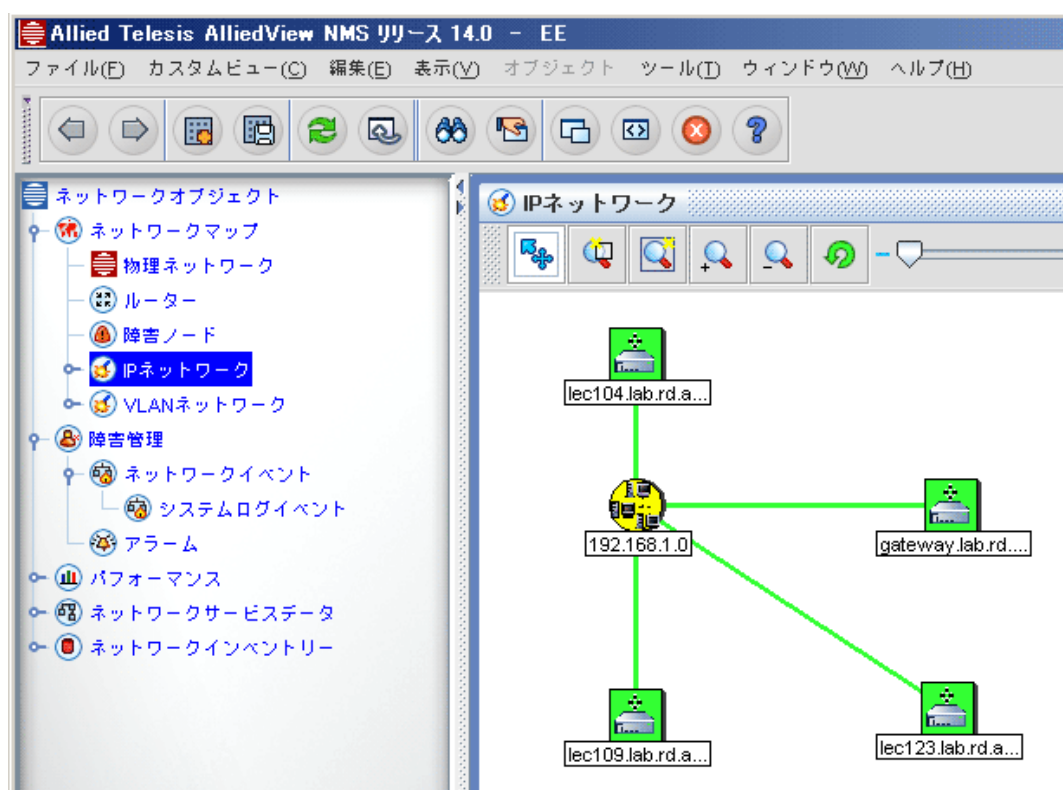 Allied Telesis AlliedView NMS リリース 14.0 - EE
ファイル(F) カスタムビュー(C) 編集(E) 表示(V) オブジェクト ツール(T) ウィンドウ(W) ヘルプ(H)
ネットワークオブジェクト
ネットワークマップ
物理ネットワーク
ルーター
障害ノード
IPネットワーク
VLANネットワーク
障害管理
ネットワークイベント
システムログイベント
アラーム
パフォーマンス
ネットワークサービスデータ
ネットワークインベントリー
IPネットワーク
lec104.lab.rd.a...
192.168.1.0
gateway.lab.rd....
lec109.lab.rd.a...
lec123.lab.rd.a...